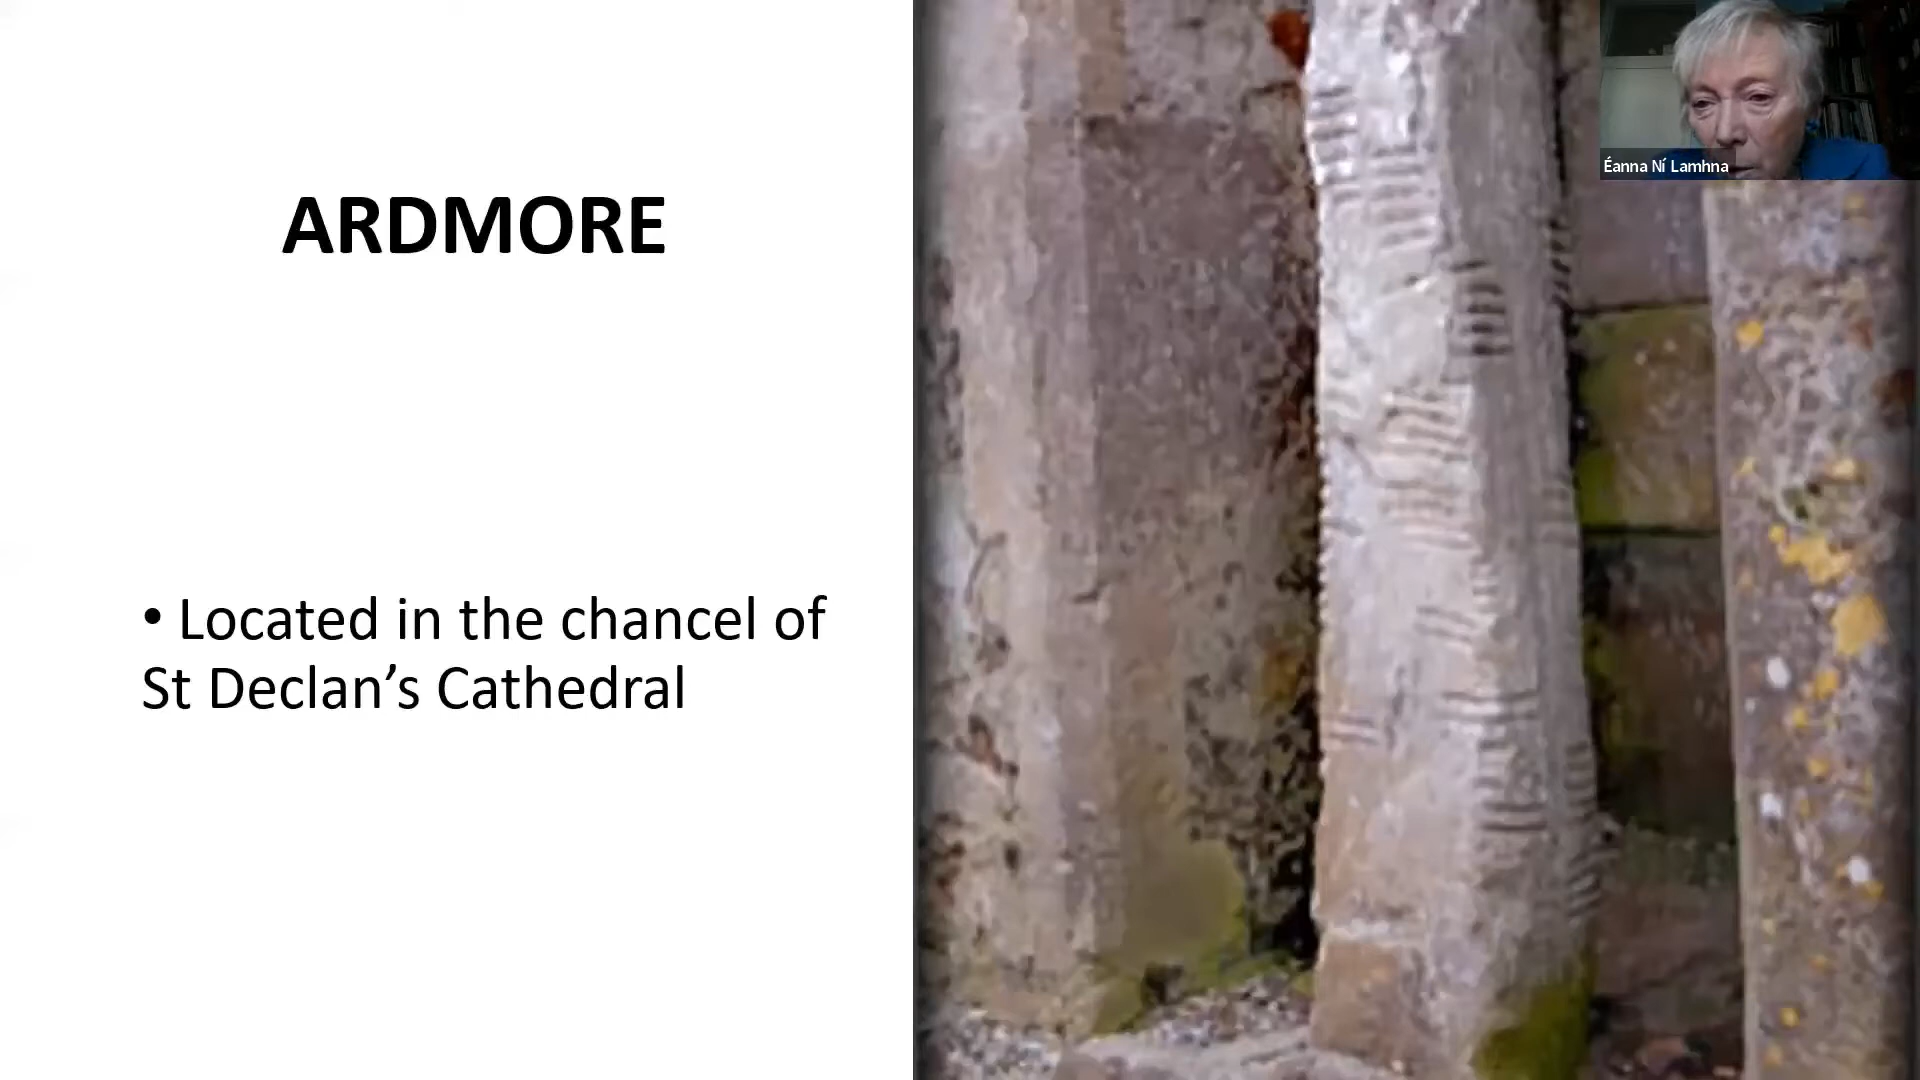 ARDMORE
• Located in the chancel of
St Declan’s Cathedral
Éanna Ní Lamhna